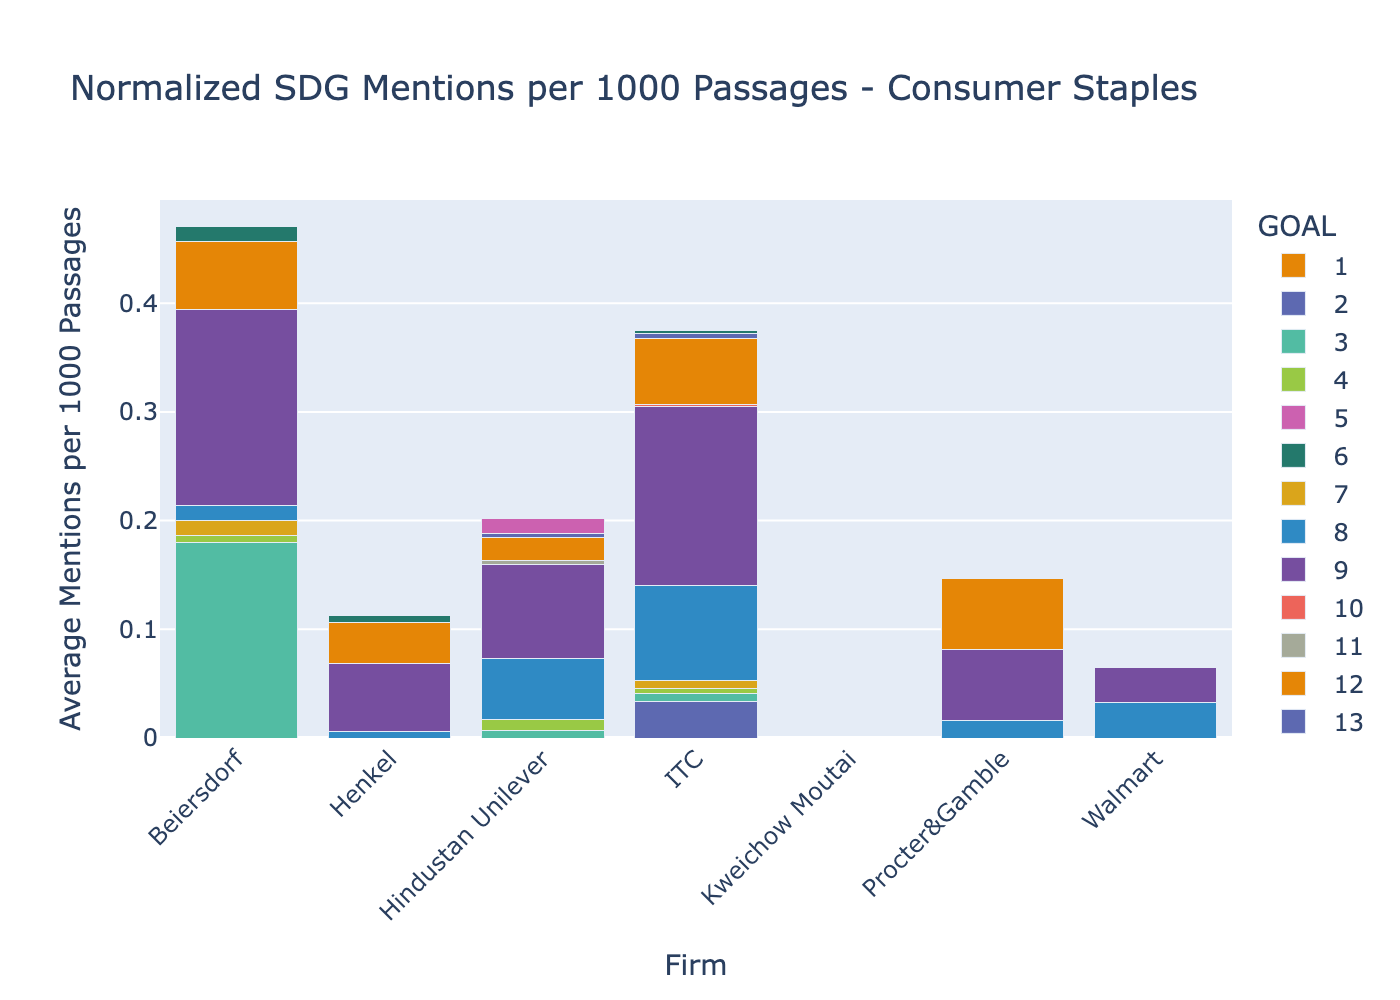 Normalized SDG Mentions per 1000 Passages - Consumer Staples
Average Mentions per 1000 Passages
0.4
0.3
0.2
0.1
0
Beiersdorf
Henkel
Hindustan Unilever
ITC
Kweichow Moutai
Procter&Gamble
Walmart
Firm
GOAL
1
2
3
4
5
6
7
8
9
10
11
12
13